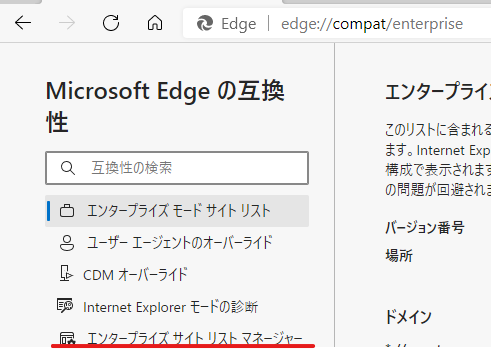 Edge
edge://compat/enterprise
Microsoft Edge の互換
性
互換性の検索
エンタープライズ モード サイト リスト
ユーザー エージェントのオーバーライド
CDM オーバーライド
Internet Explorer モードの診断
エンタープライズ サイト リスト マネージャー
エンタープライズ
このリストに含まれる
ます。Internet Exp
構成で表示されます
の問題が回避されま
バージョン番号
場所
ドメイン